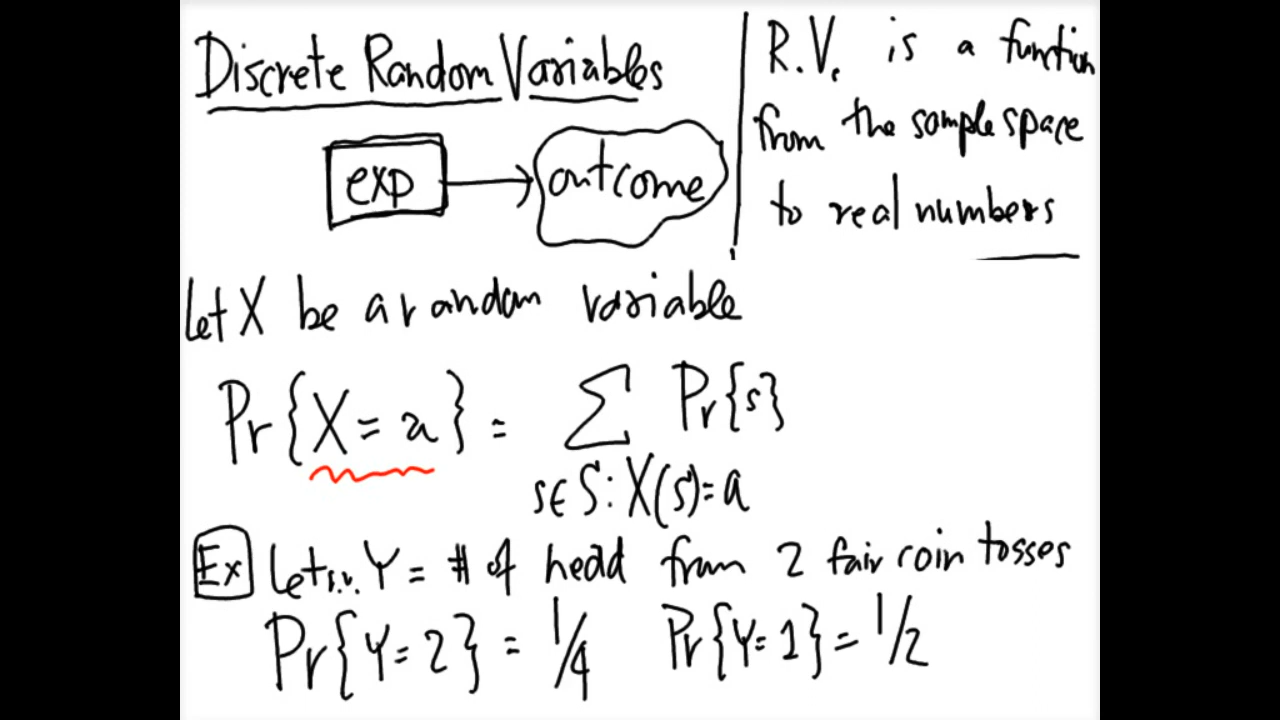 Discrete Random Variables
exp
outcome
R.V. is a function
from the sample space
to real numbers
Let X be a random variable
Pr{X = a} = ∑ Pr{s}
s∈S: X(s)=a
Ex Let r.v. Y = # of head from 2 fair coin tosses
Pr{Y=2} = 1/4 Pr{Y=1} = 1/2